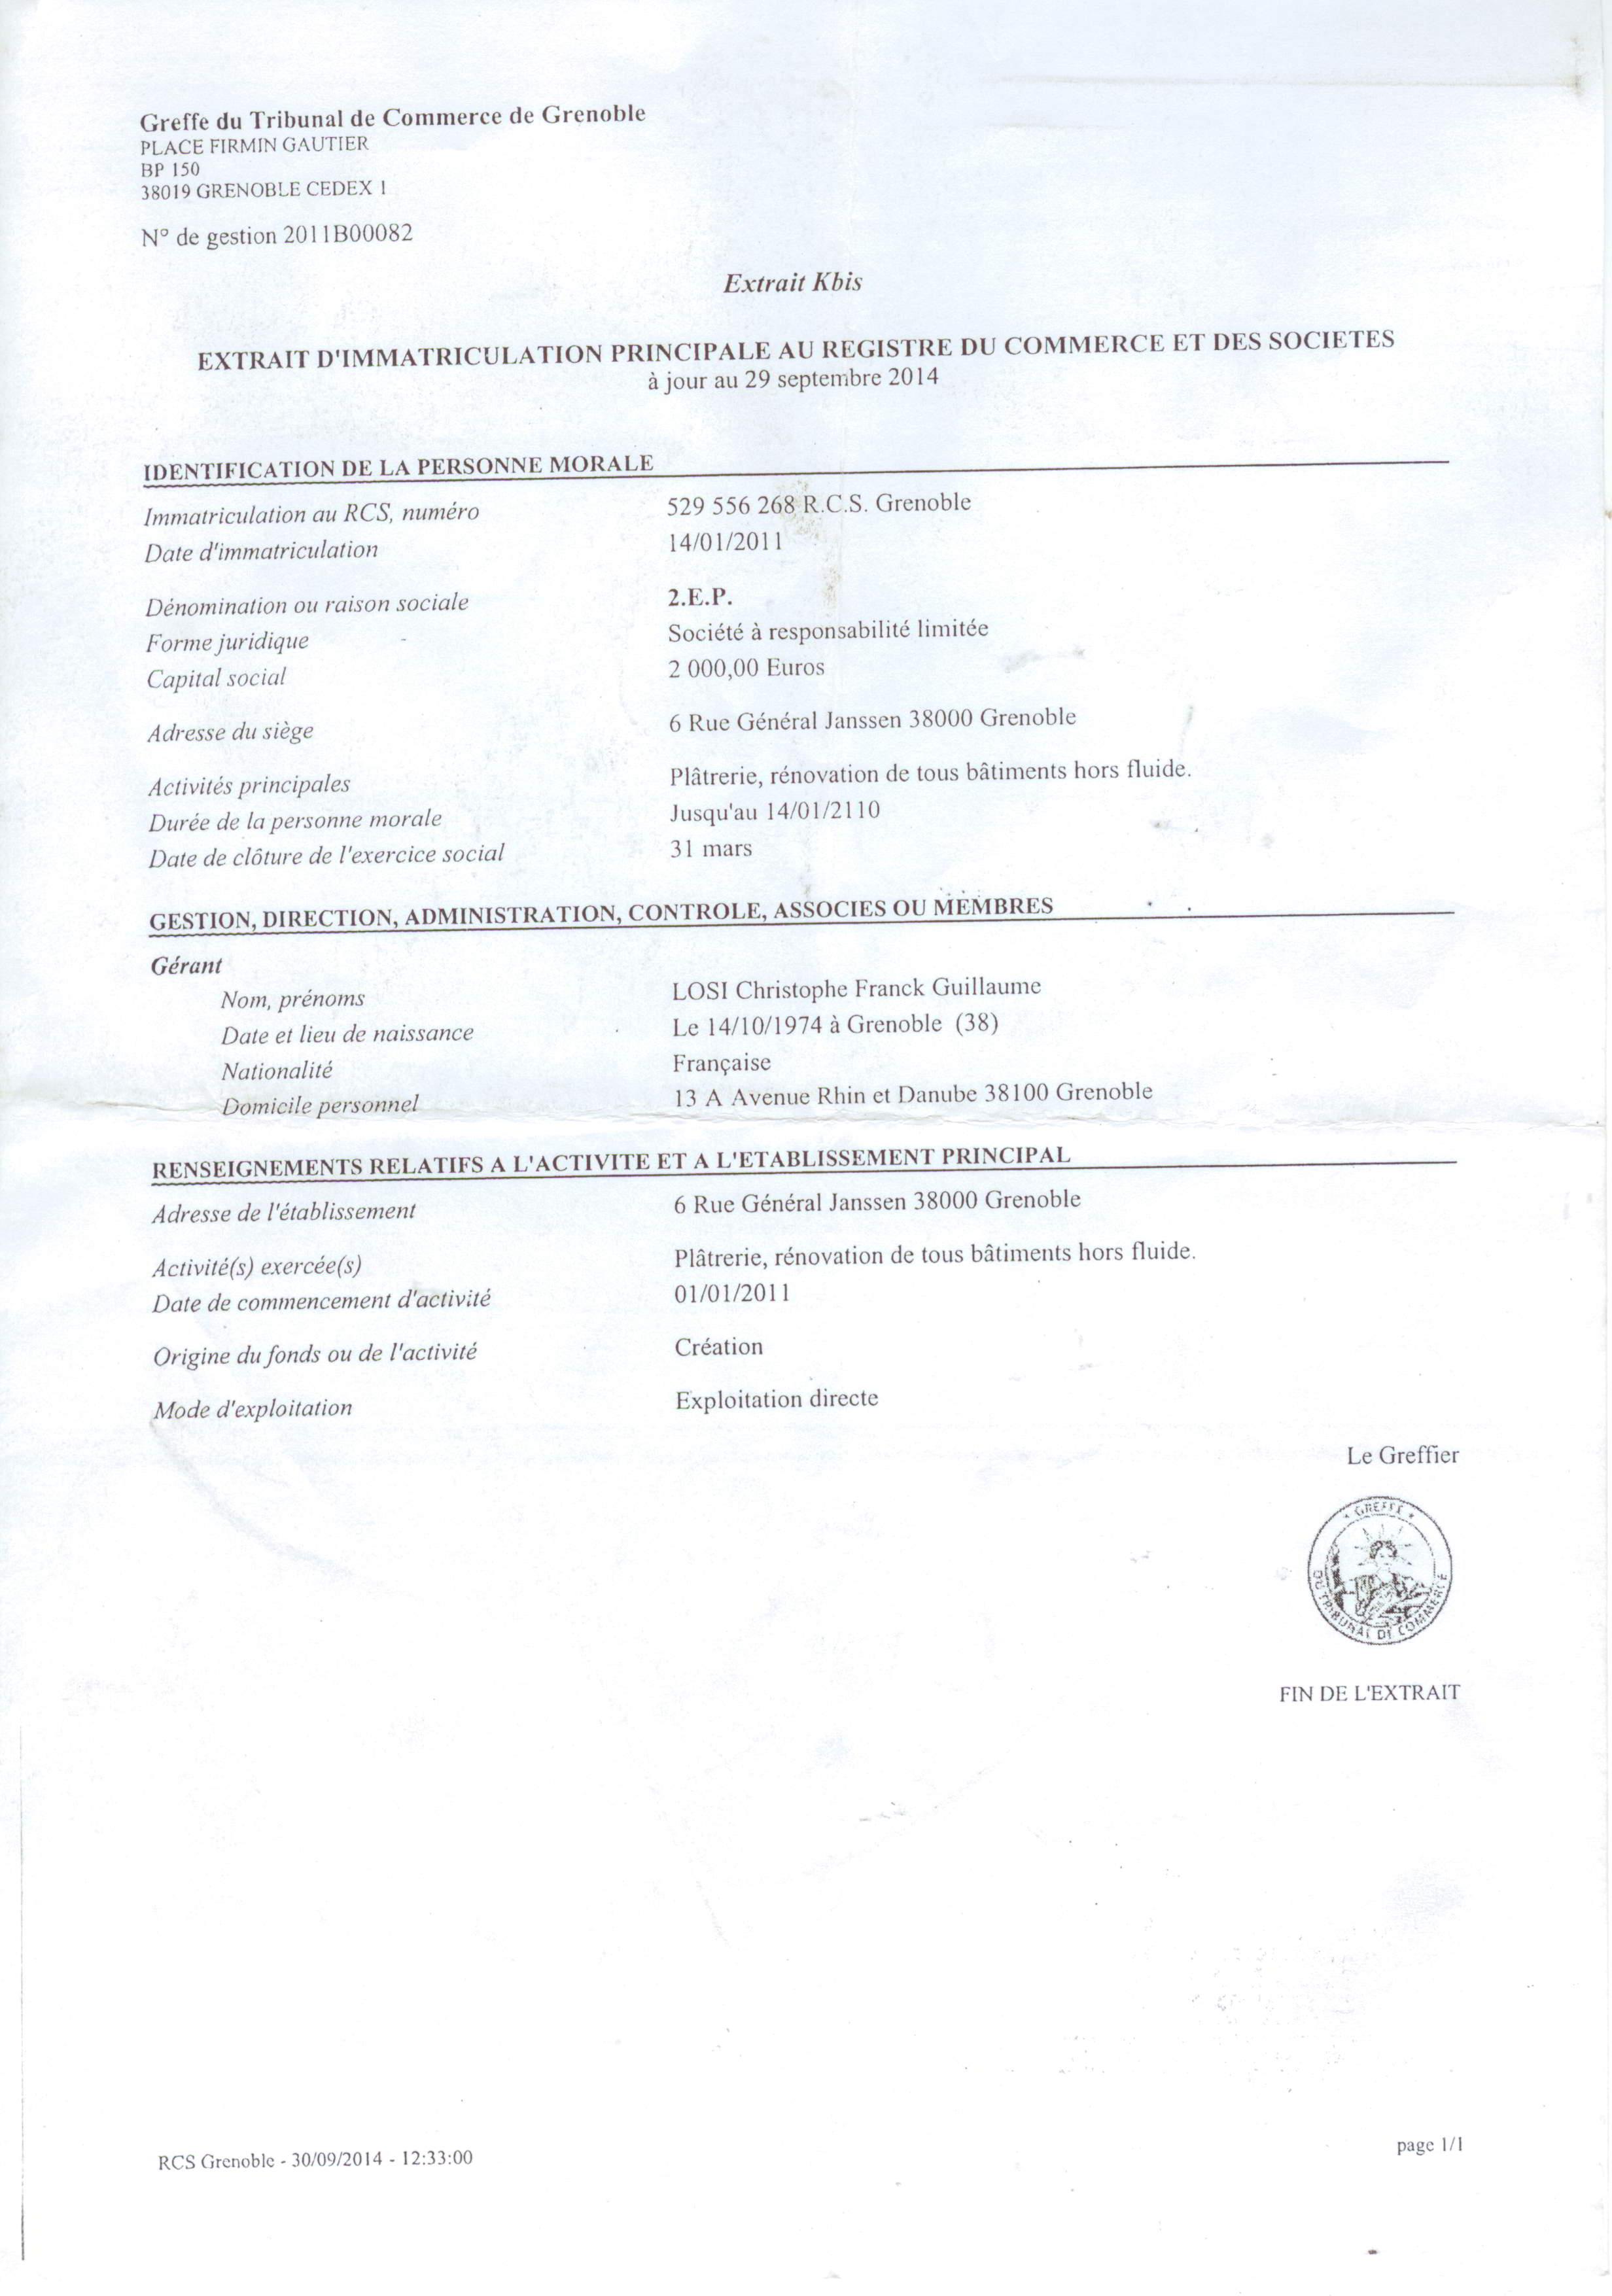 Greffe du Tribunal de Commerce de Grenoble
PLACE FIRMIN GAUTIER
BP 150
38019 GRENOBLE CEDEX 1
N° de gestion 2011B00082
Extrait Kbis
EXTRAIT D'IMMATRICULATION PRINCIPALE AU REGISTRE DU COMMERCE ET DES SOCIETES
à jour au 29 septembre 2014
IDENTIFICATION DE LA PERSONNE MORALE
Immatriculation au RCS, numéro 529 556 268 R.C.S. Grenoble
Date d'immatriculation 14/01/2011
Dénomination ou raison sociale 2.E.P.
Forme juridique Société à responsabilité limitée
Capital social 2 000,00 Euros
Adresse du siège 6 Rue Général Janssen 38000 Grenoble
Activités principales Plâtrerie, rénovation de tous bâtiments hors fluide.
Durée de la personne morale Jusqu'au 14/01/2110
Date de clôture de l'exercice social 31 mars
GESTION, DIRECTION, ADMINISTRATION, CONTROLE, ASSOCIES OU MEMBRES
Gérant
Nom, prénoms LOSI Christophe Franck Guillaume
Date et lieu de naissance Le 14/10/1974 à Grenoble (38)
Nationalité Française
Domicile personnel 13 A Avenue Rhin et Danube 38100 Grenoble
RENSEIGNEMENTS RELATIFS A L'ACTIVITE ET A L'ETABLISSEMENT PRINCIPAL
Adresse de l'établissement 6 Rue Général Janssen 38000 Grenoble
Activité(s) exercée(s) Plâtrerie, rénovation de tous bâtiments hors fluide.
Date de commencement d'activité 01/01/2011
Origine du fonds ou de l'activité Création
Mode d'exploitation Exploitation directe
Le Greffier
GREFFE
DU TRIBUNAL DE COMMERCE
FIN DE L'EXTRAIT
RCS Grenoble - 30/09/2014 - 12:33:00
page 1/1